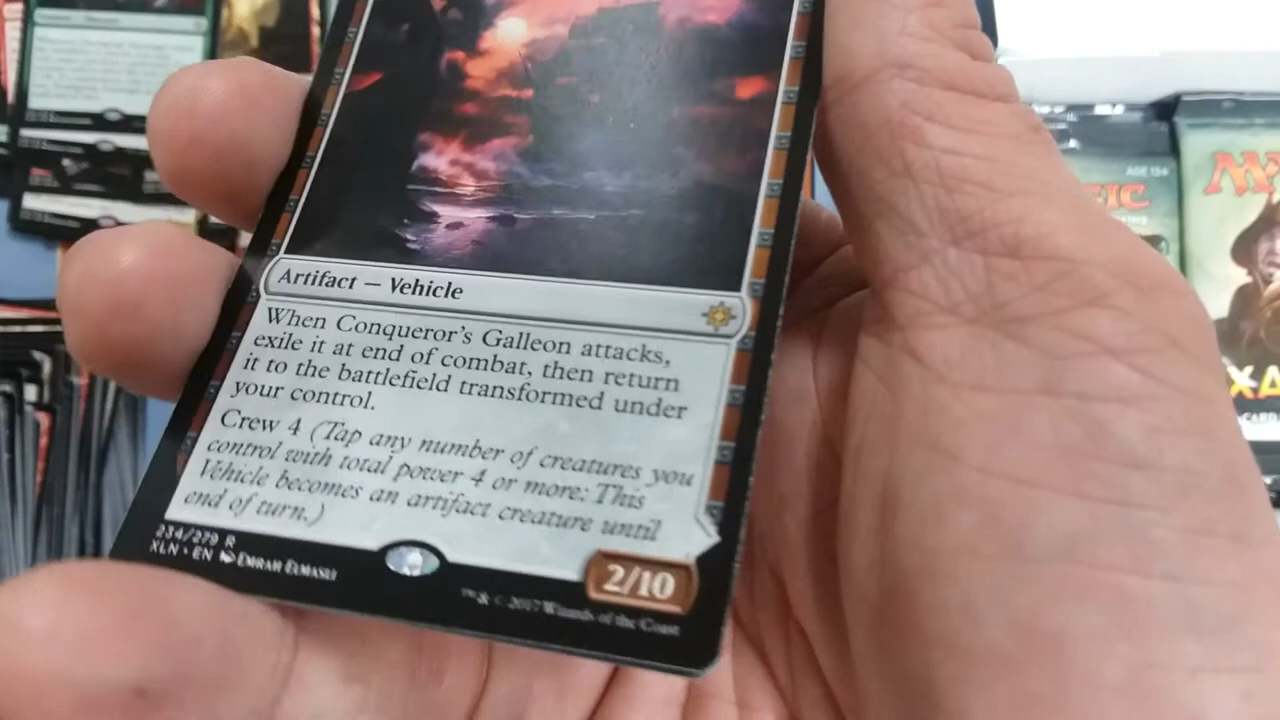 Artifact — Vehicle
When Conqueror's Galleon attacks,
exile it at end of combat, then return
it to the battlefield transformed under
your control.
Crew 4 (Tap any number of creatures you
control with total power 4 or more: This
Vehicle becomes an artifact creature until
end of turn.)
234/279 R
XLN • EN EMRAH ELMASLI
2/10
™ & © 2017 Wizards of the Coast
AGE 13+